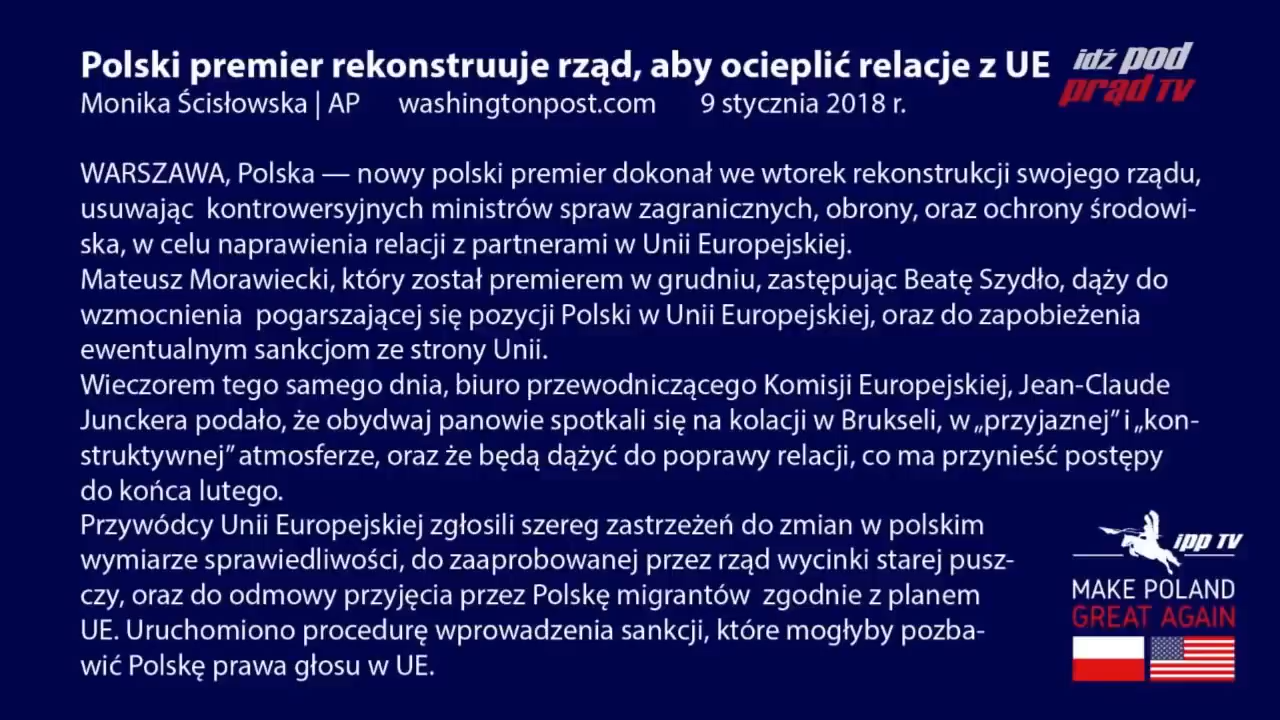 Polski premier rekonstruuje rząd, aby ocieplić relacje z UE
idź pod
prąd TV
Monika Ścisłowska | AP washingtonpost.com 9 stycznia 2018 r.
WARSZAWA, Polska — nowy polski premier dokonał we wtorek rekonstrukcji swojego rządu,
usuwając kontrowersyjnych ministrów spraw zagranicznych, obrony, oraz ochrony środowi-
ska, w celu naprawienia relacji z partnerami w Unii Europejskiej.
Mateusz Morawiecki, który został premierem w grudniu, zastępując Beatę Szydło, dąży do
wzmocnienia pogarszającej się pozycji Polski w Unii Europejskiej, oraz do zapobieżenia
ewentualnym sankcjom ze strony Unii.
Wieczorem tego samego dnia, biuro przewodniczącego Komisji Europejskiej, Jean-Claude
Junckera podało, że obydwaj panowie spotkali się na kolacji w Brukseli, w „przyjaznej” i „kon-
struktywnej” atmosferze, oraz że będą dążyć do poprawy relacji, co ma przynieść postępy
do końca lutego.
Przywódcy Unii Europejskiej zgłosili szereg zastrzeżeń do zmian w polskim
wymiarze sprawiedliwości, do zaaprobowanej przez rząd wycinki starej pusz-
czy, oraz do odmowy przyjęcia przez Polskę migrantów zgodnie z planem
UE. Uruchomiono procedurę wprowadzenia sankcji, które mogłyby pozba-
wić Polskę prawa głosu w UE.
ipp TV
MAKE POLAND
GREAT AGAIN